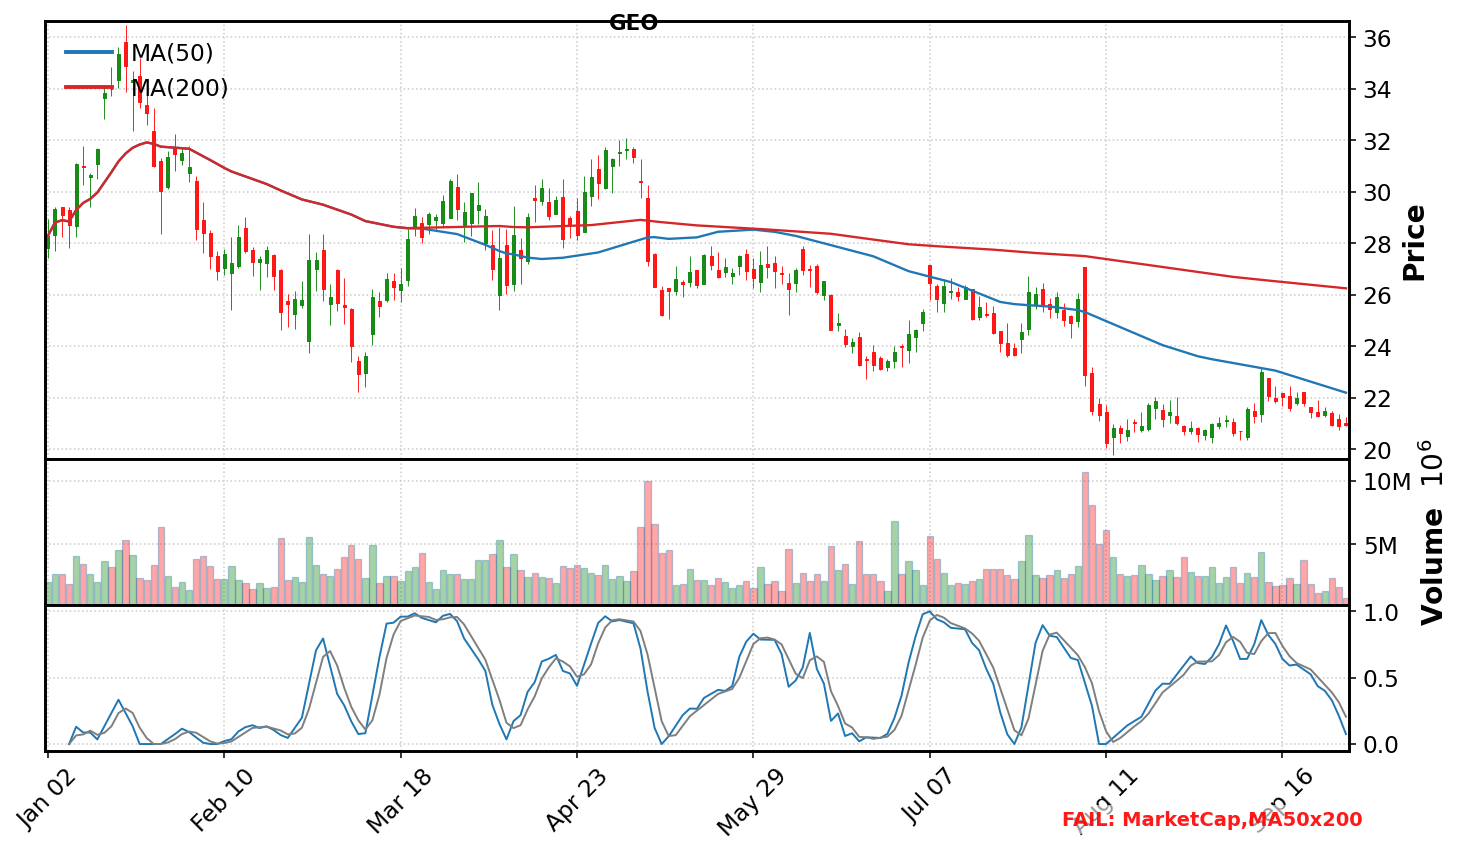 GEO
MA(50)
MA(200)
36
34
32
30
28
26
24
22
20
Price
10M
5M
Volume 10^6
1.0
0.5
0.0
Jan 02
Feb 10
Mar 18
Apr 23
May 29
Jul 07
Aug 11
Sep 16
FAIL: MarketCap,MA50x200